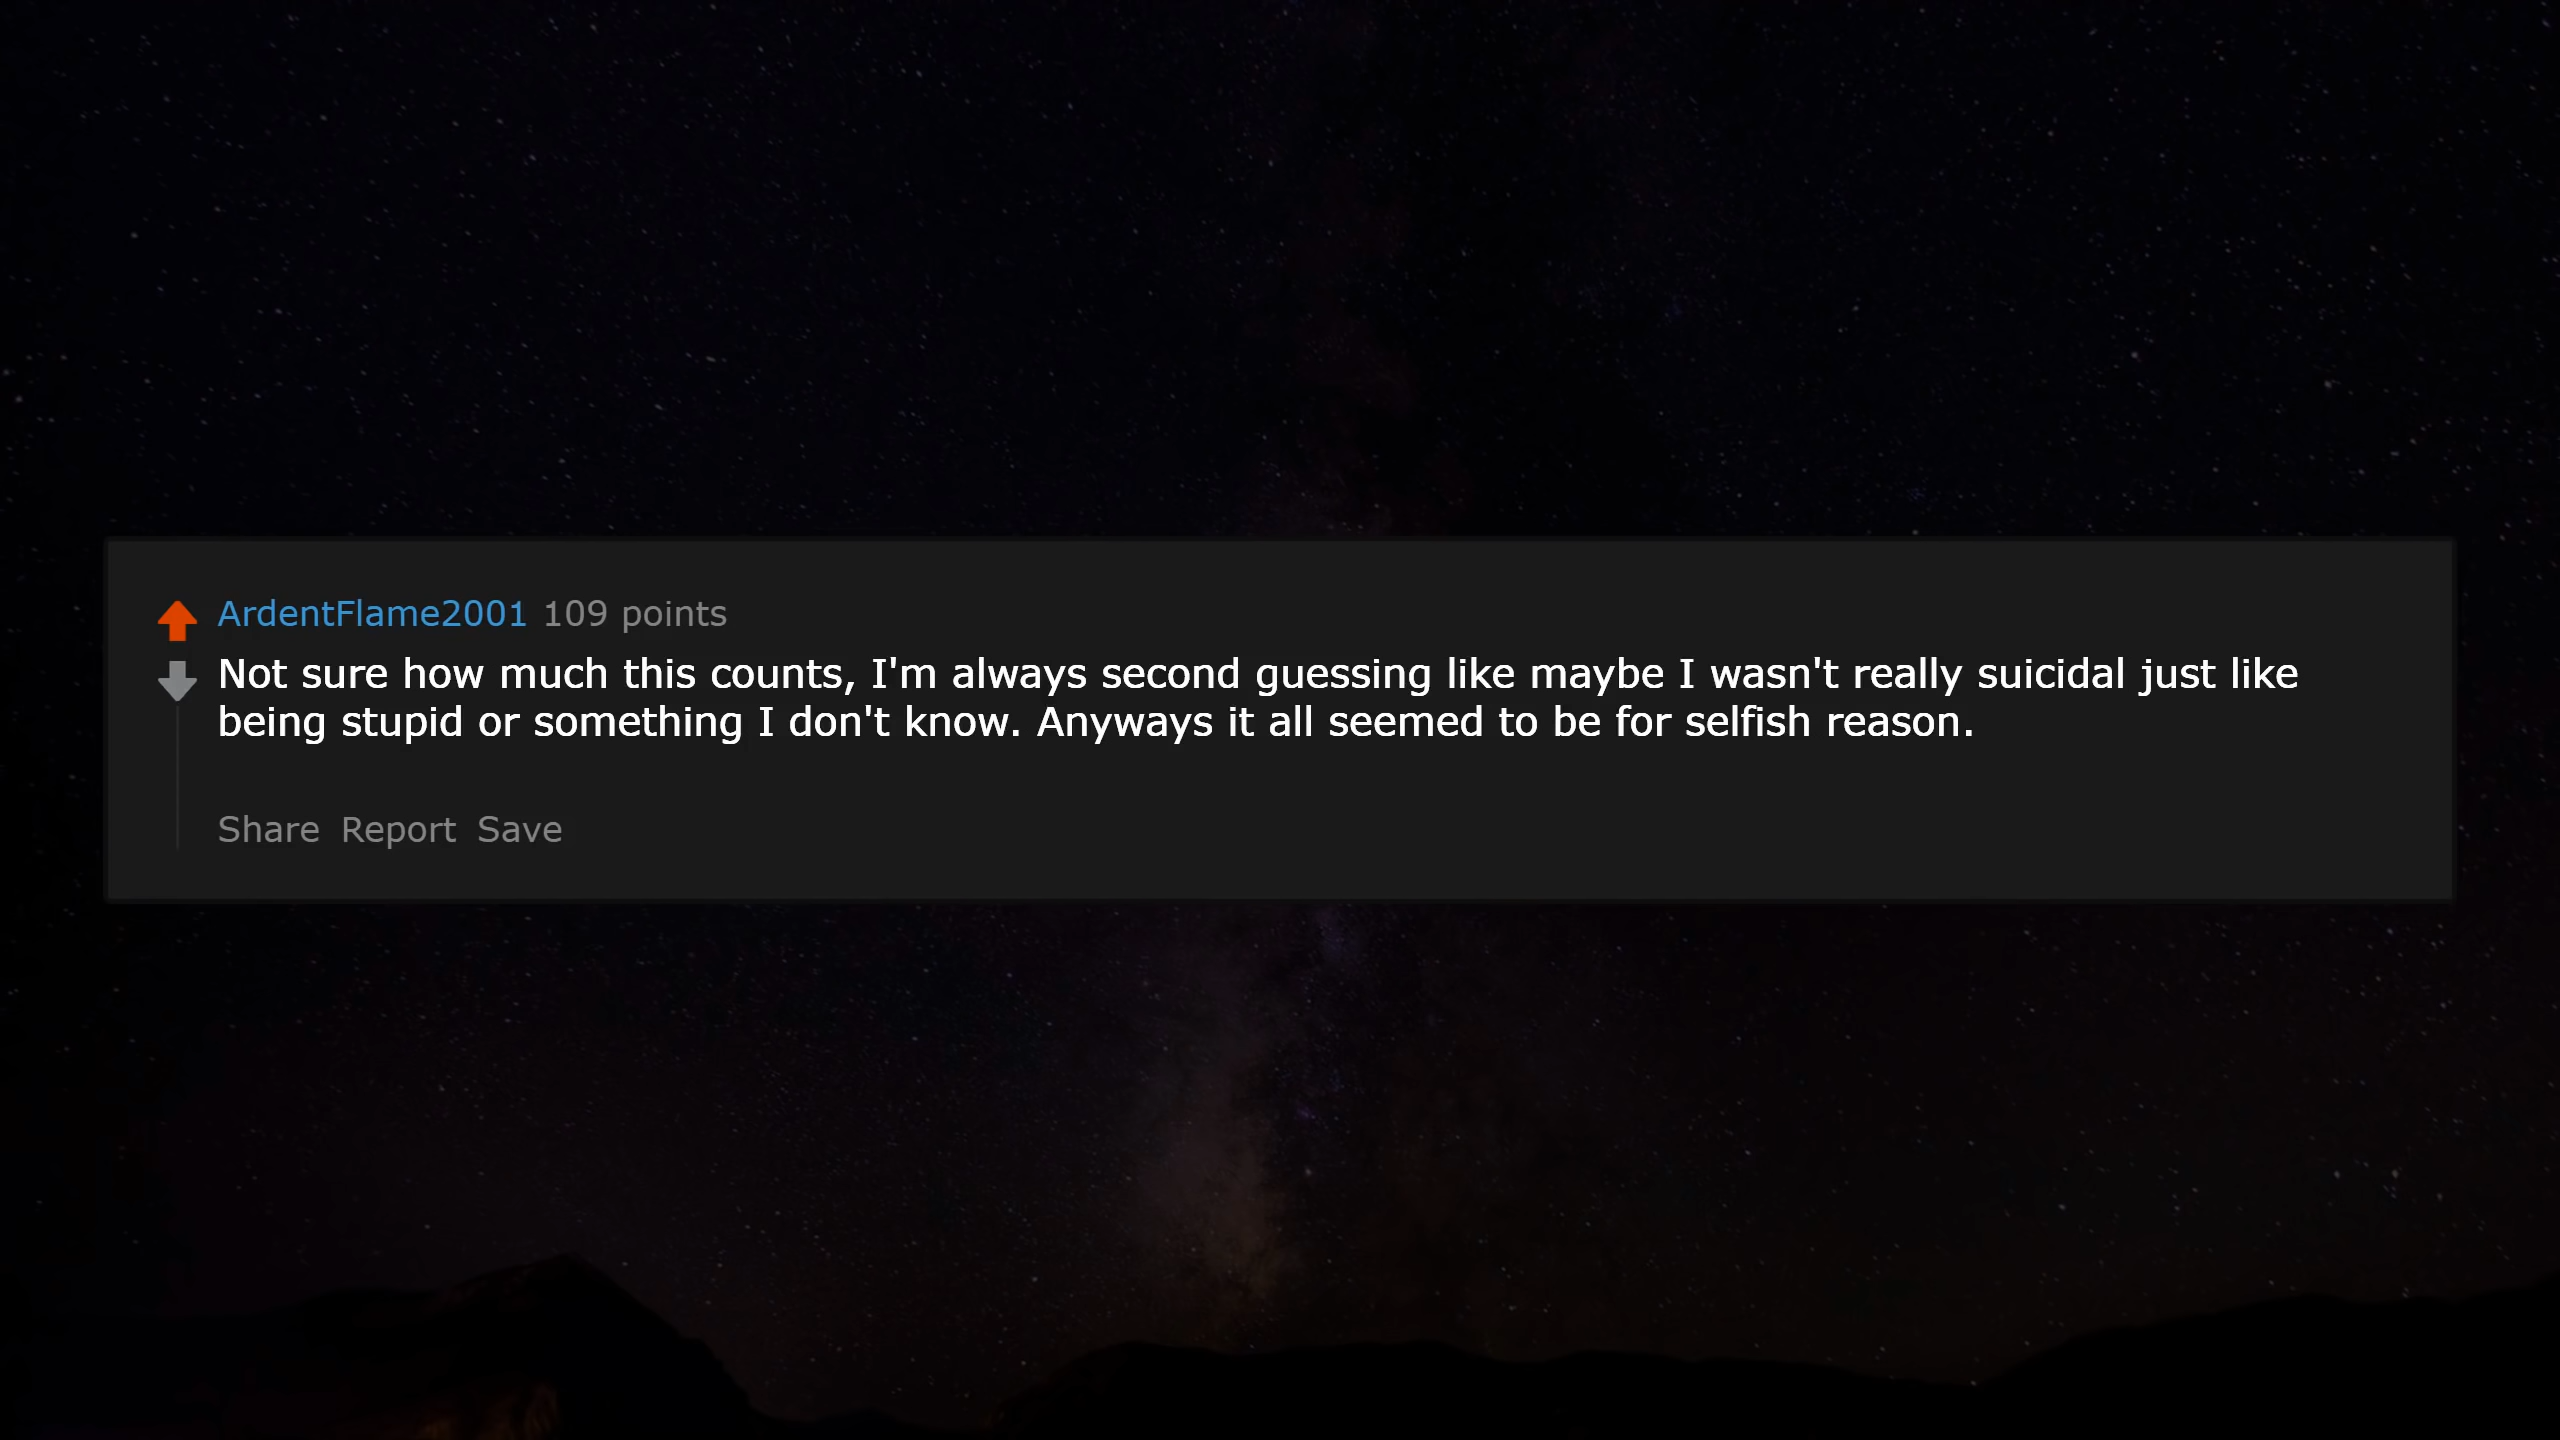 ArdentFlame2001 109 points
Not sure how much this counts, I'm always second guessing like maybe I wasn't really suicidal just like
being stupid or something I don't know. Anyways it all seemed to be for selfish reason.
Share Report Save